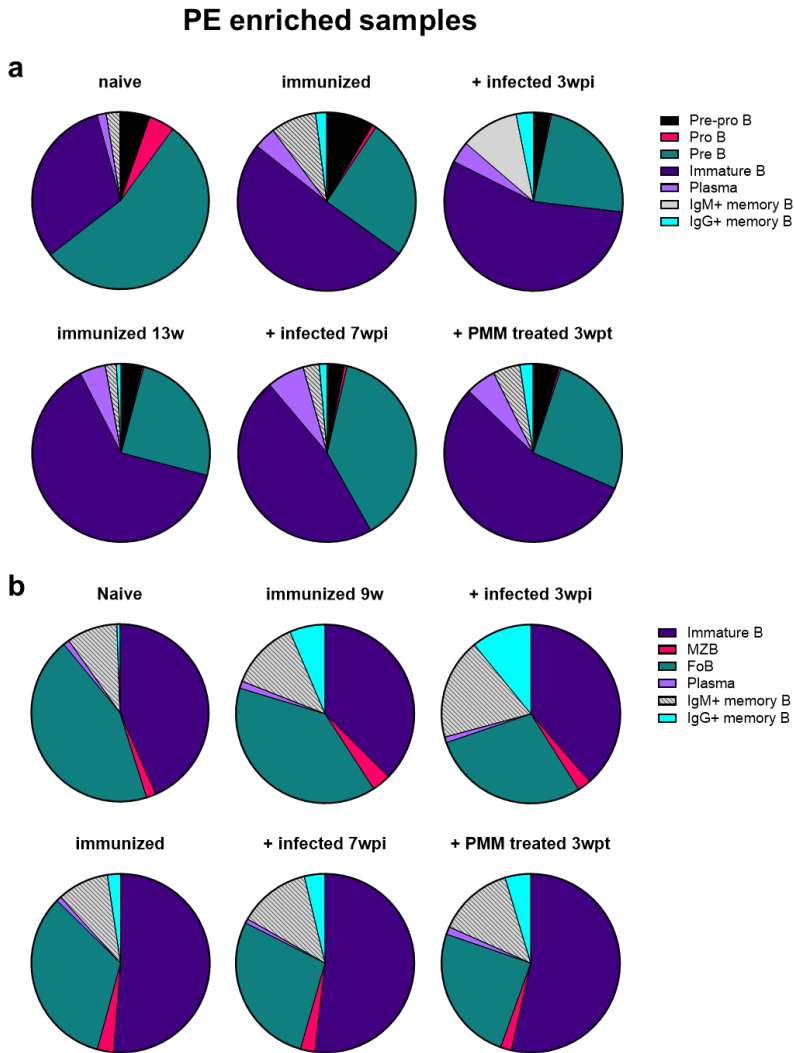 PE enriched samples
a
naive
immunized
+ infected 3wpi
Pre-pro B
Pro B
Pre B
Immature B
Plasma
IgM+ memory B
IgG+ memory B
immunized 13w
+ infected 7wpi
+ PMM treated 3wpt
b
Naive
immunized 9w
+ infected 3wpi
Immature B
MZB
FoB
Plasma
IgM+ memory B
IgG+ memory B
immunized
+ infected 7wpi
+ PMM treated 3wpt